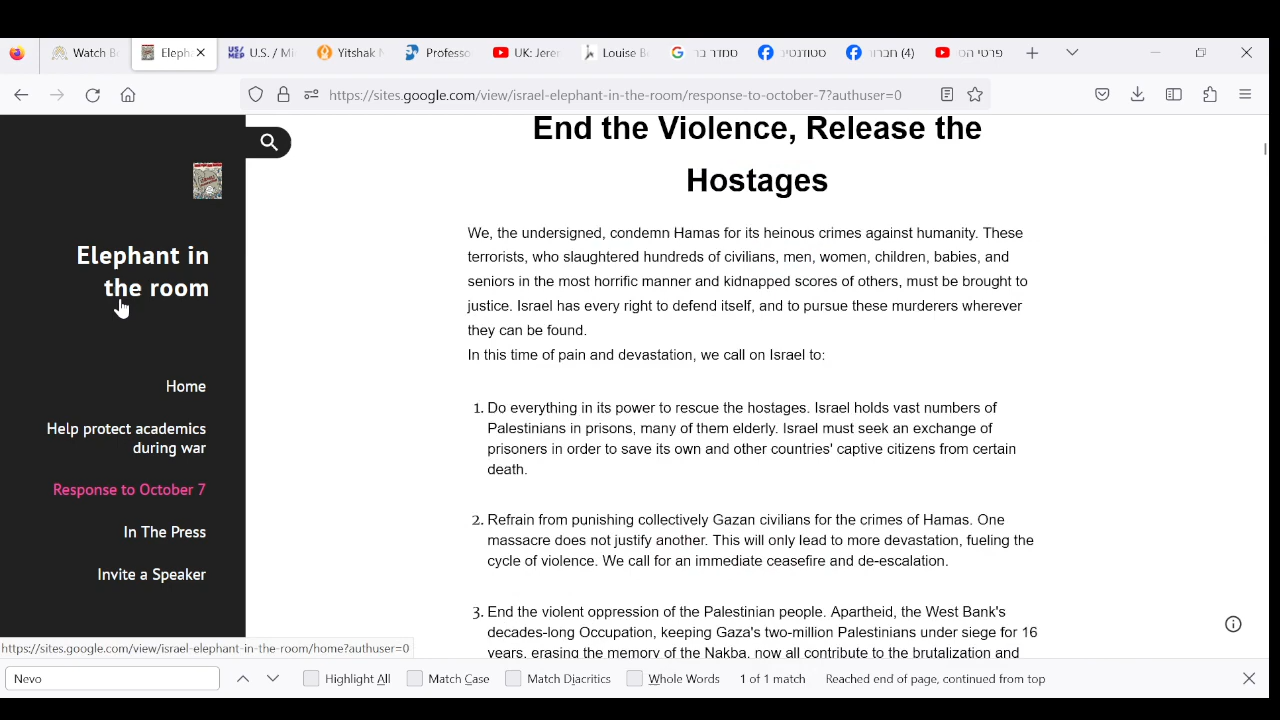 Watch B
Eleph
U.S. / Mi
Yitshak N
Professo
UK: Jerer
Louise B
סמדר בר
סטודנטיו
(4) חברוו
פרטי הס
https://sites.google.com/view/israel-elephant-in-the-room/response-to-october-7?authuser=0
Elephant in
the room
Home
Help protect academics
during war
Response to October 7
In The Press
Invite a Speaker
https://sites.google.com/view/israel-elephant-in-the-room/home?authuser=0
End the Violence, Release the
Hostages
We, the undersigned, condemn Hamas for its heinous crimes against humanity. These
terrorists, who slaughtered hundreds of civilians, men, women, children, babies, and
seniors in the most horrific manner and kidnapped scores of others, must be brought to
justice. Israel has every right to defend itself, and to pursue these murderers wherever
they can be found.
In this time of pain and devastation, we call on Israel to:
1. Do everything in its power to rescue the hostages. Israel holds vast numbers of
Palestinians in prisons, many of them elderly. Israel must seek an exchange of
prisoners in order to save its own and other countries' captive citizens from certain
death.
2. Refrain from punishing collectively Gazan civilians for the crimes of Hamas. One
massacre does not justify another. This will only lead to more devastation, fueling the
cycle of violence. We call for an immediate ceasefire and de-escalation.
3. End the violent oppression of the Palestinian people. Apartheid, the West Bank's
decades-long Occupation, keeping Gaza's two-million Palestinians under siege for 16
years, erasing the memory of the Nakba, now all contribute to the brutalization and
Nevo
Highlight All
Match Case
Match Diacritics
Whole Words
1 of 1 match
Reached end of page, continued from top